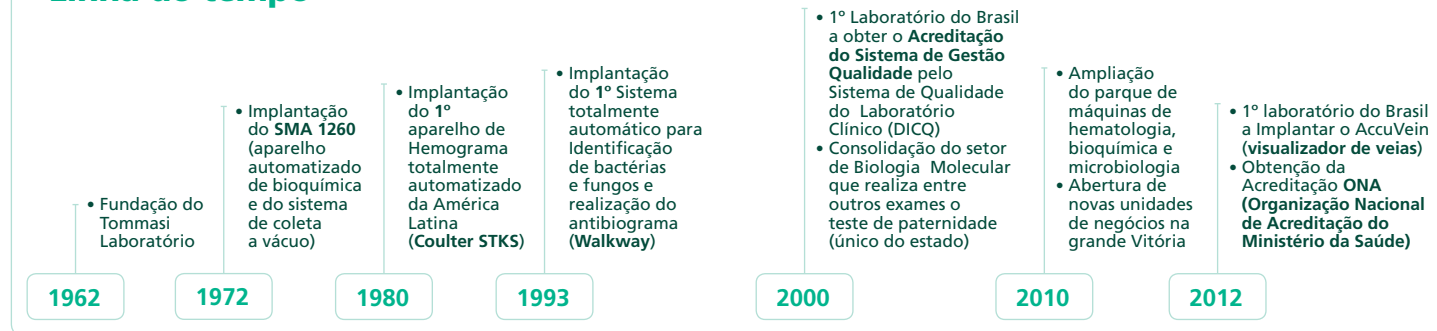 Linha do tempo
• Fundação do
Tommasi
Laboratório
1962
• Implantação
do SMA 1260
(aparelho
automatizado
de bioquímica
e do sistema
de coleta
a vácuo)
1972
• Implantação
do 1º
aparelho de
Hemograma
totalmente
automatizado
da América
Latina
(Coulter STKS)
1980
• Implantação
do 1º Sistema
totalmente
automático para
Identificação
de bactérias
e fungos e
realização do
antibiograma
(Walkway)
1993
• 1º Laboratório do Brasil
a obter o Acreditação
do Sistema de Gestão
Qualidade pelo
Sistema de Qualidade
do Laboratório
Clínico (DICQ)
• Consolidação do setor
de Biologia Molecular
que realiza entre
outros exames o
teste de paternidade
(único do estado)
2000
• Ampliação
do parque de
máquinas de
hematologia,
bioquímica e
microbiologia
• Abertura de
novas unidades
de negócios na
grande Vitória
2010
• 1º laboratório do Brasil
a Implantar o AccuVein
(visualizador de veias)
• Obtenção da
Acreditação ONA
(Organização Nacional
de Acreditação do
Ministério da Saúde)
2012